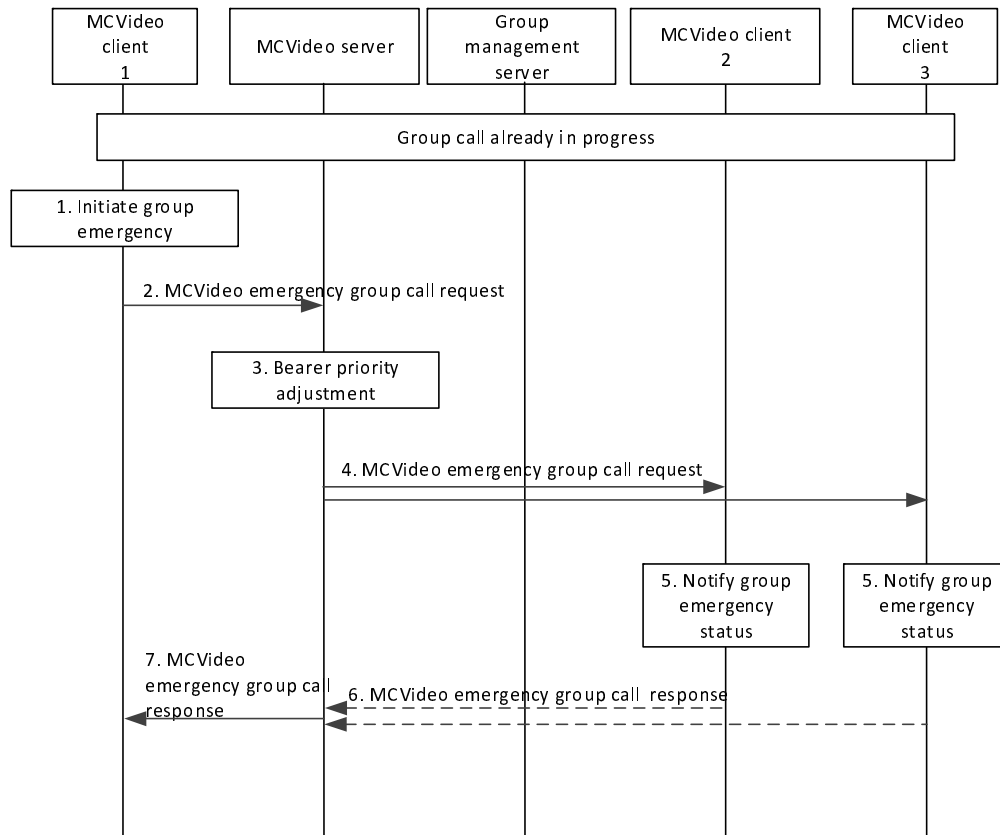 MCVideo
client
1
MCVideo server
Group
management
server
MCVideo client
2
MCVideo
client
3
Group call already in progress
1. Initiate group
emergency
2. MCVideo emergency group call request
3. Bearer priority
adjustment
4. MCVideo emergency group call request
5. Notify group
emergency
status
5. Notify group
emergency
status
7. MCVideo
emergency group call
response
6. MCVideo emergency group call response